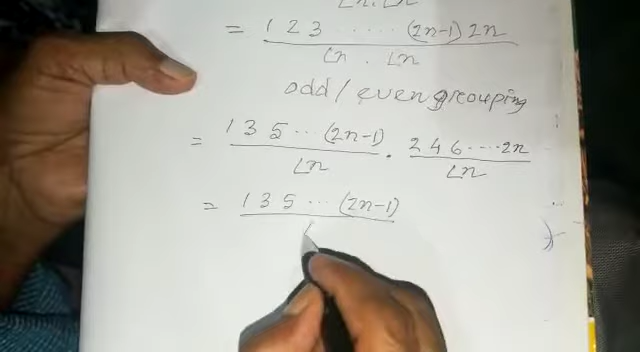 ⌊n . ⌊n
= 1 2 3 ..... (2n-1) 2n / ⌊n . ⌊n
odd / even grouping
= 1 3 5 ... (2n-1) / ⌊n . 2 4 6 .... 2n / ⌊n
= 1 3 5 ... (2n-1)